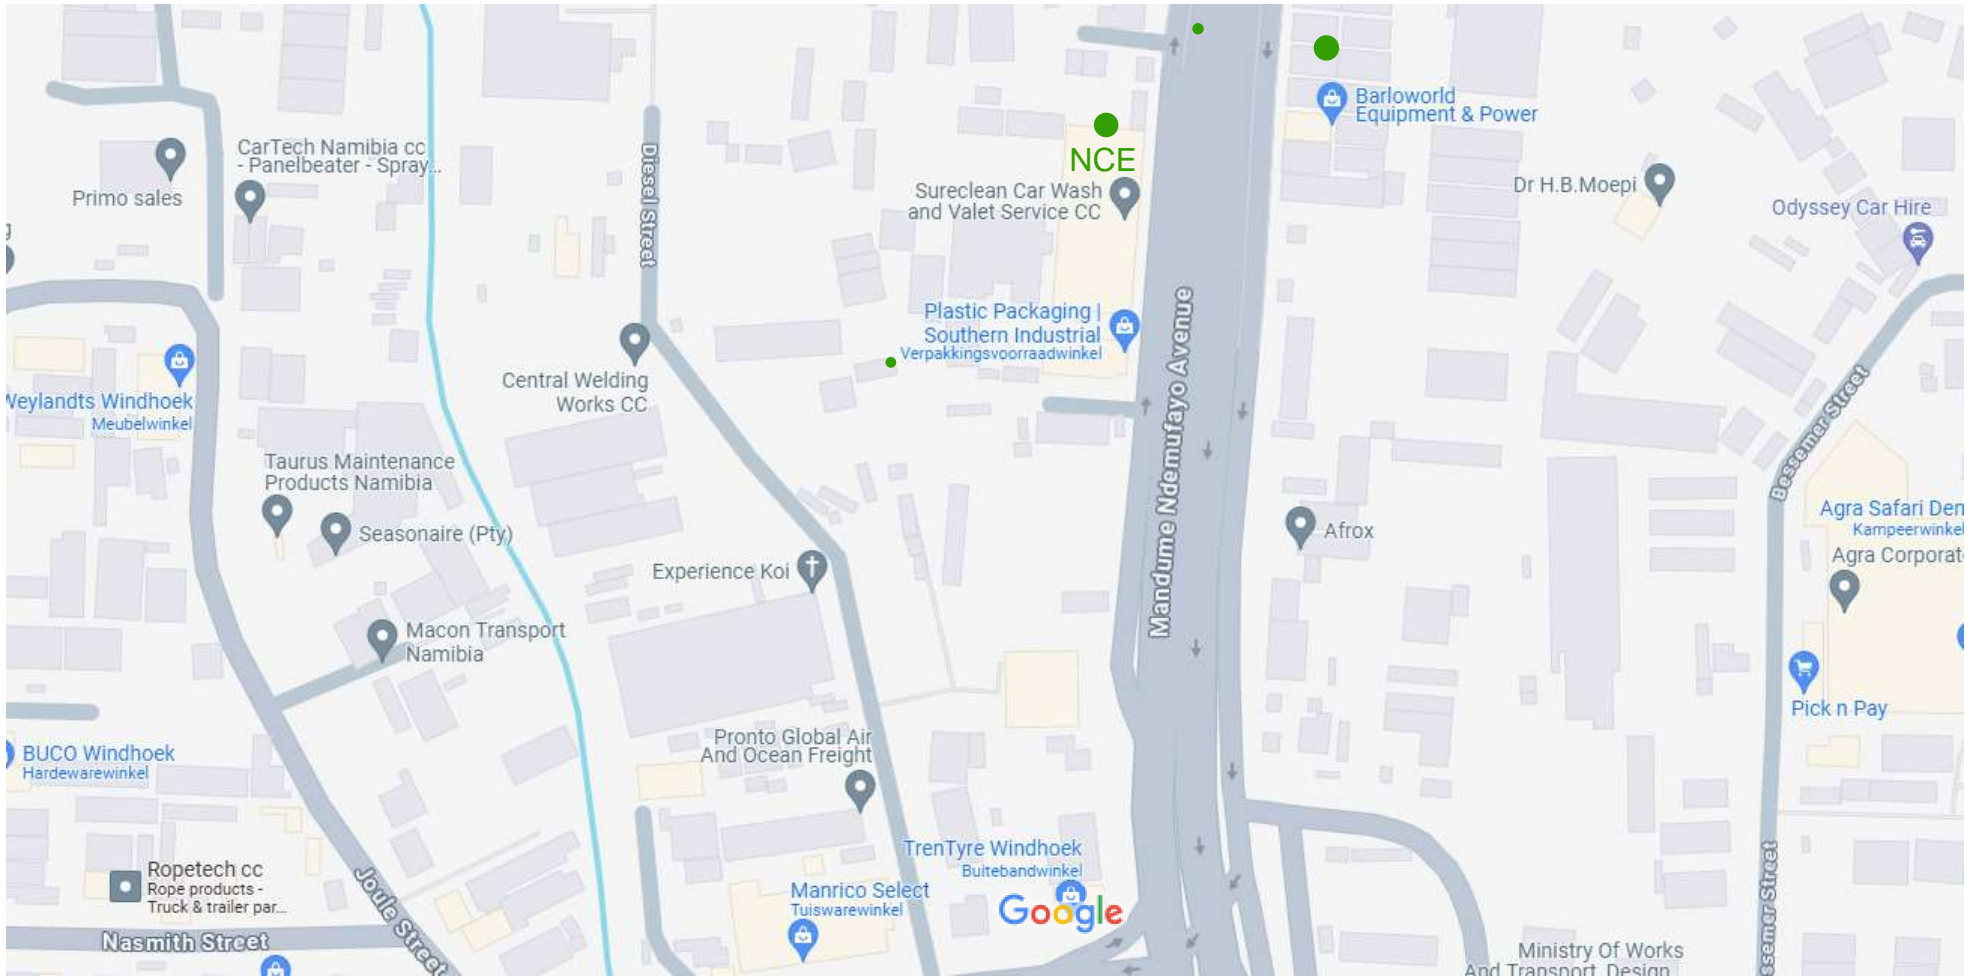 Barloworld
Equipment & Power
CarTech Namibia cc
- Panelbeater - Spray...
NCE
Diesel Street
Primo sales
Sureclean Car Wash
and Valet Service CC
Dr H.B.Moepi
Odyssey Car Hire
Plastic Packaging |
Southern Industrial
Verpakkingsvoorraadwinkel
Mandume Ndemufayo Avenue
Central Welding
Works CC
Weylandts Windhoek
Meubelwinkel
Bessemer Street
Taurus Maintenance
Products Namibia
Seasonaire (Pty)
Afrox
Agra Safari Den
Kampeerwinkel
Agra Corporat
Experience Koi
Macon Transport
Namibia
Pick n Pay
Pronto Global Air
And Ocean Freight
BUCO Windhoek
Hardewarewinkel
TrenTyre Windhoek
Buitebandwinkel
Ropetech cc
Rope products -
Truck & trailer par...
Manrico Select
Tuiswarewinkel
Google
Joule Street
Nasmith Street
essemer Street
Ministry Of Works
And Transport, Design